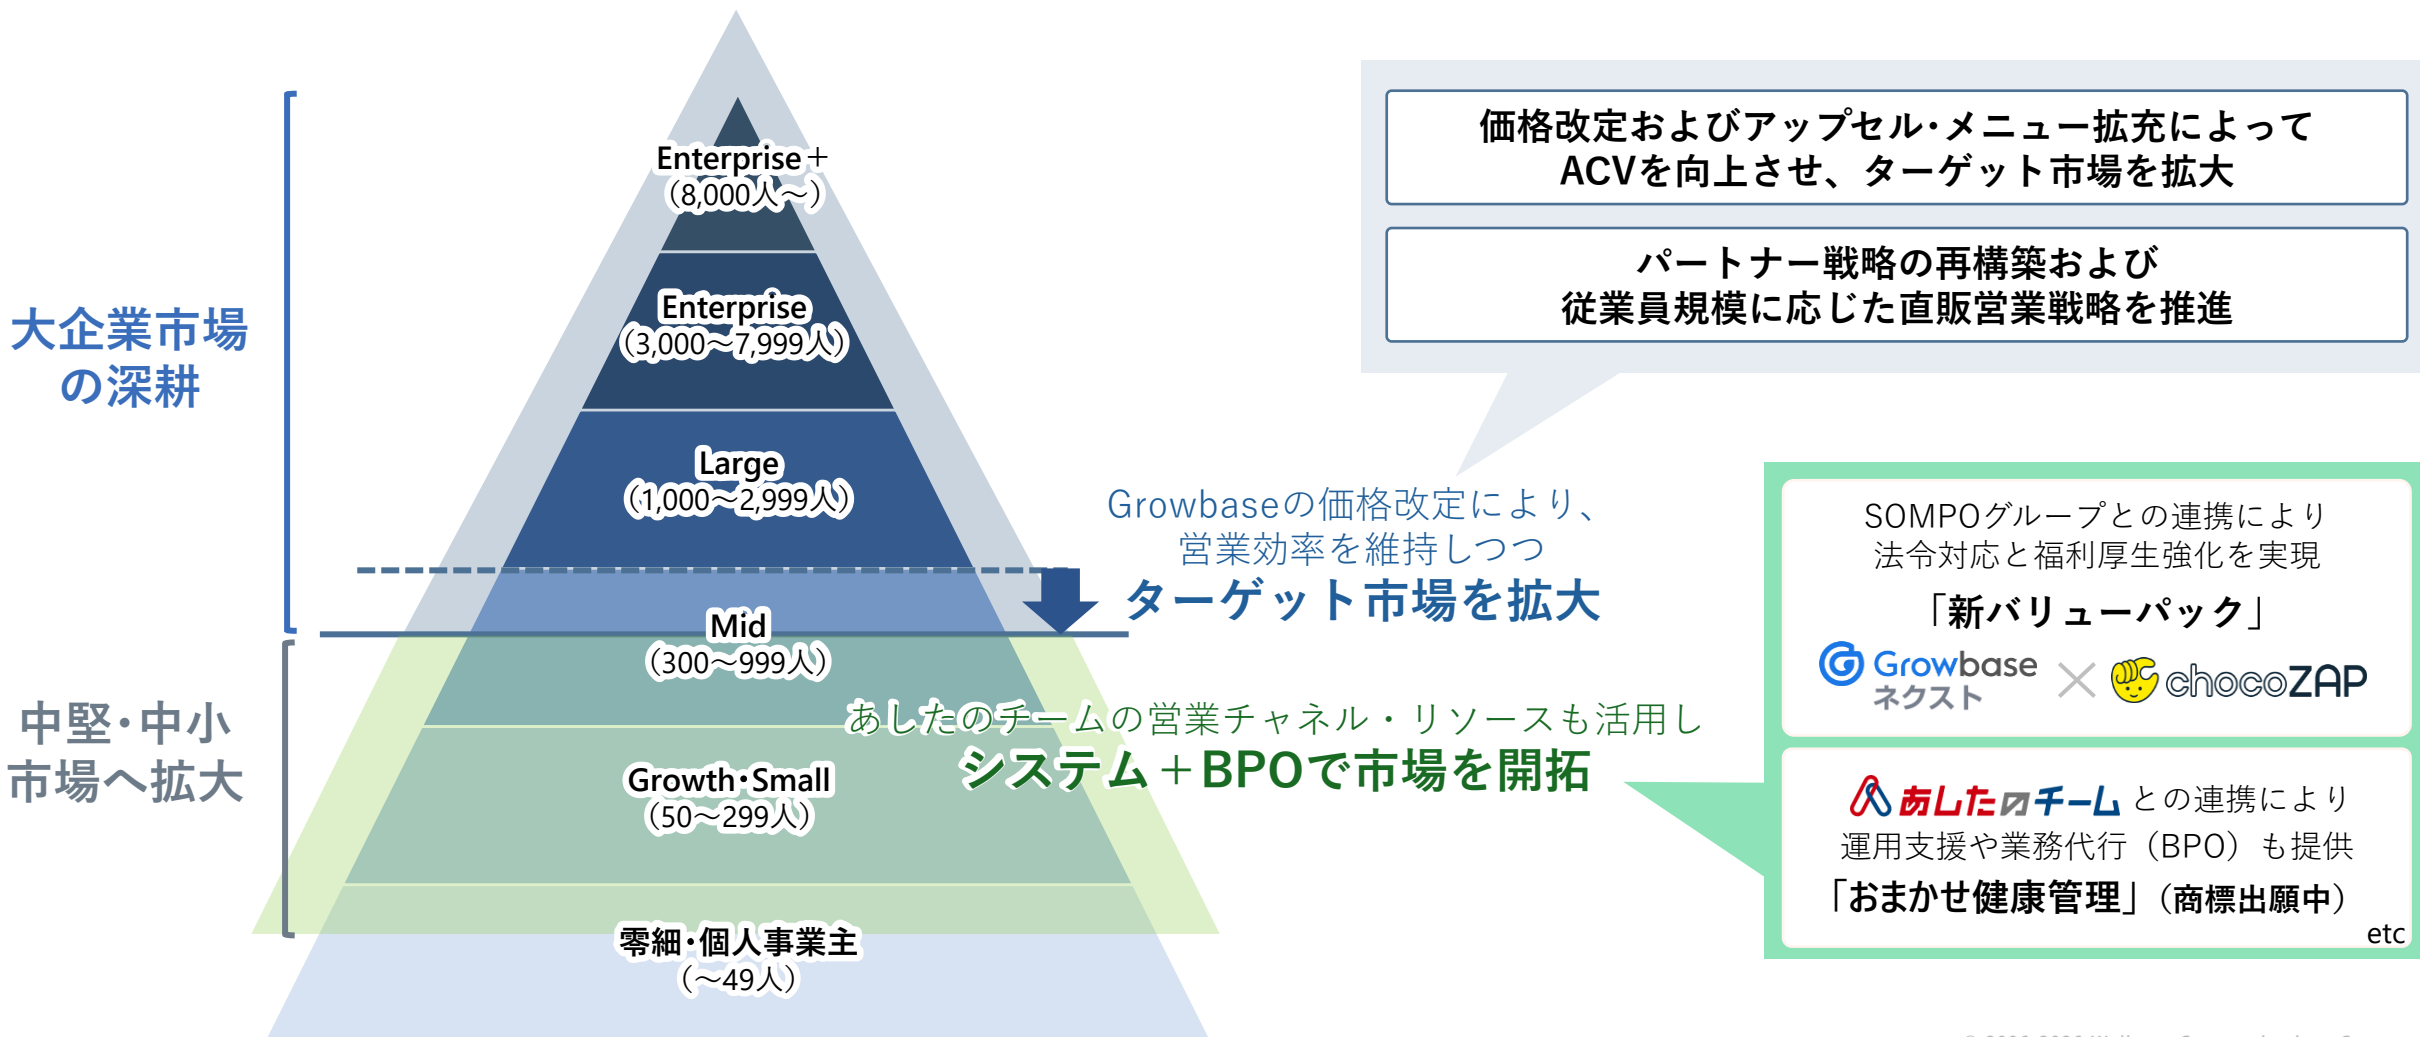 大企業市場
の深耕
中堅・中小
市場へ拡大
Enterprise＋
（8,000人～）
Enterprise
（3,000～7,999人）
Large
（1,000～2,999人）
Mid
（300～999人）
Growth・Small
（50～299人）
零細・個人事業主
（～49人）
価格改定およびアップセル・メニュー拡充によって
ACVを向上させ、ターゲット市場を拡大
パートナー戦略の再構築および
従業員規模に応じた直販営業戦略を推進
Growbaseの価格改定により、
営業効率を維持しつつ
ターゲット市場を拡大
あしたのチームの営業チャネル・リソースも活用し
システム＋BPOで市場を開拓
SOMPOグループとの連携により
法令対応と福利厚生強化を実現
「新バリューパック」
Growbase
ネクスト
× chocoZAP
あしたのチーム との連携により
運用支援や業務代行（BPO）も提供
「おまかせ健康管理」（商標出願中）
etc